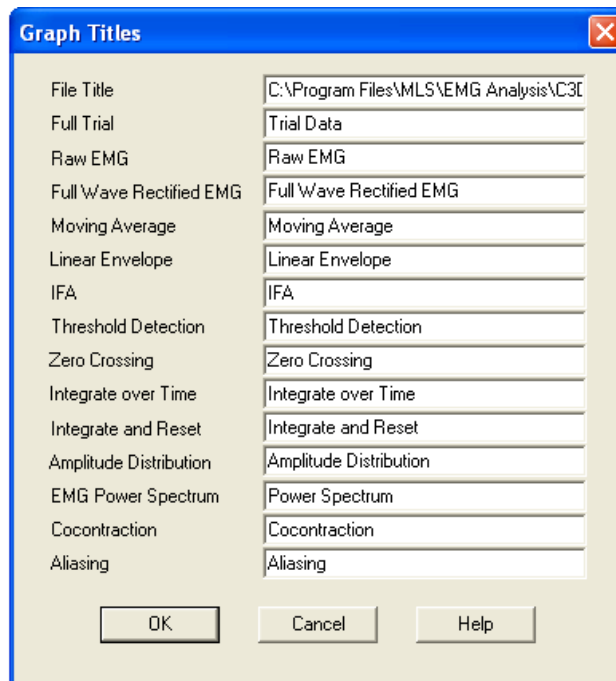 Graph Titles
File Title C:\Program Files\MLS\EMG Analysis\C3D
Full Trial Trial Data
Raw EMG Raw EMG
Full Wave Rectified EMG Full Wave Rectified EMG
Moving Average Moving Average
Linear Envelope Linear Envelope
IFA IFA
Threshold Detection Threshold Detection
Zero Crossing Zero Crossing
Integrate over Time Integrate over Time
Integrate and Reset Integrate and Reset
Amplitude Distribution Amplitude Distribution
EMG Power Spectrum Power Spectrum
Cocontraction Cocontraction
Aliasing Aliasing
OK Cancel Help